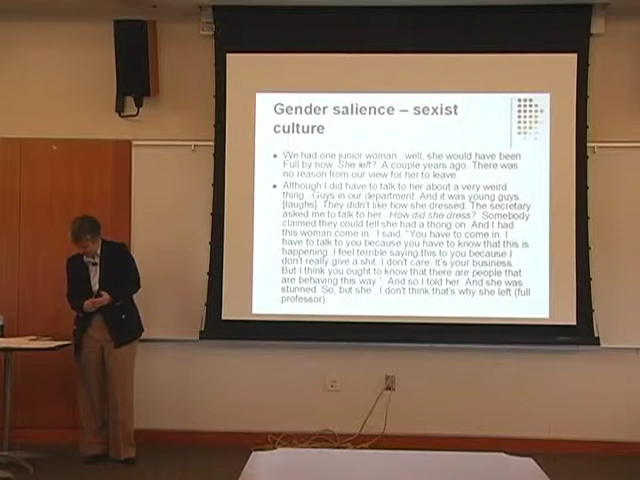 Gender salience – sexist
culture
We had one junior woman...well, she would have been
Full by now. She left? A couple years ago. There was
no reason from our view for her to leave.
Although I did have to talk to her about a very weird
thing. Guys in our department. And it was young guys.
[laughs] They didn't like how she dressed. The secretary
asked me to talk to her. How did she dress? Somebody
claimed they could tell she had a thong on. And I had
this woman come in. I said, "You have to come in. I
have to talk to you because you have to know that this is
happening. I feel terrible saying this to you because I
don't really give a shit. I don't care. It's your business.
But I think you ought to know that there are people that
are behaving this way." And so I told her. And she was
stunned. So, but she...I don't think that's why she left (full
professor).